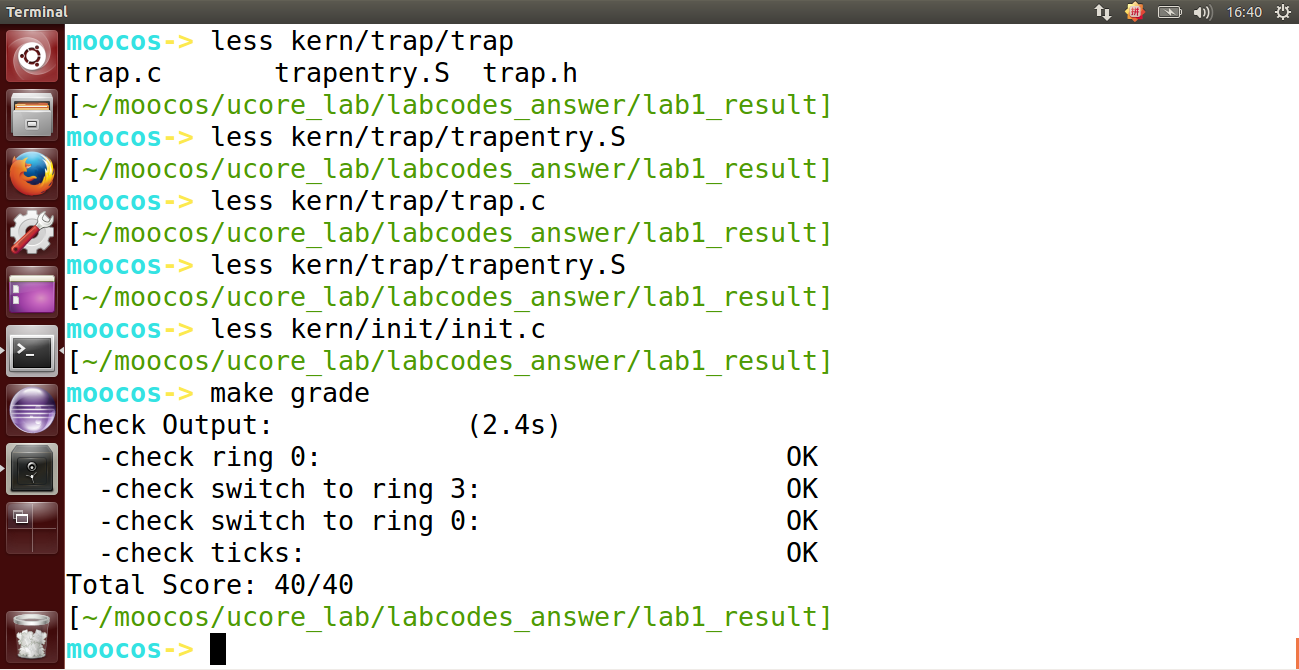 Terminal
拼
16:40
moocos-> less kern/trap/trap
trap.c       trapentry.S  trap.h
[~/moocos/ucore_lab/labcodes_answer/lab1_result]
moocos-> less kern/trap/trapentry.S
[~/moocos/ucore_lab/labcodes_answer/lab1_result]
moocos-> less kern/trap/trap.c
[~/moocos/ucore_lab/labcodes_answer/lab1_result]
moocos-> less kern/trap/trapentry.S
[~/moocos/ucore_lab/labcodes_answer/lab1_result]
moocos-> less kern/init/init.c
[~/moocos/ucore_lab/labcodes_answer/lab1_result]
moocos-> make grade
Check Output:            (2.4s)
  -check ring 0:                             OK
  -check switch to ring 3:                   OK
  -check switch to ring 0:                   OK
  -check ticks:                              OK
Total Score: 40/40
[~/moocos/ucore_lab/labcodes_answer/lab1_result]
moocos->